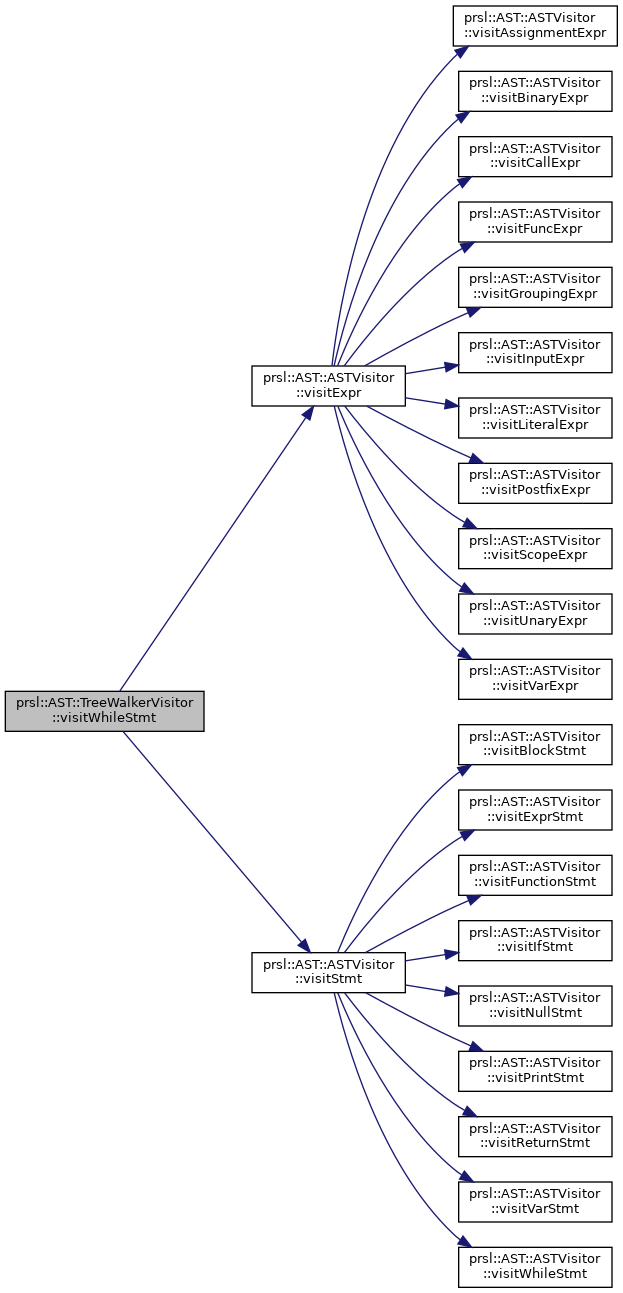 prsl::AST::ASTVisitor
::visitAssignmentExpr
prsl::AST::ASTVisitor
::visitBinaryExpr
prsl::AST::ASTVisitor
::visitCallExpr
prsl::AST::ASTVisitor
::visitFuncExpr
prsl::AST::ASTVisitor
::visitGroupingExpr
prsl::AST::ASTVisitor
::visitInputExpr
prsl::AST::ASTVisitor
::visitExpr
prsl::AST::ASTVisitor
::visitLiteralExpr
prsl::AST::ASTVisitor
::visitPostfixExpr
prsl::AST::ASTVisitor
::visitScopeExpr
prsl::AST::ASTVisitor
::visitUnaryExpr
prsl::AST::ASTVisitor
::visitVarExpr
prsl::AST::TreeWalkerVisitor
::visitWhileStmt
prsl::AST::ASTVisitor
::visitBlockStmt
prsl::AST::ASTVisitor
::visitExprStmt
prsl::AST::ASTVisitor
::visitFunctionStmt
prsl::AST::ASTVisitor
::visitIfStmt
prsl::AST::ASTVisitor
::visitStmt
prsl::AST::ASTVisitor
::visitNullStmt
prsl::AST::ASTVisitor
::visitPrintStmt
prsl::AST::ASTVisitor
::visitReturnStmt
prsl::AST::ASTVisitor
::visitVarStmt
prsl::AST::ASTVisitor
::visitWhileStmt